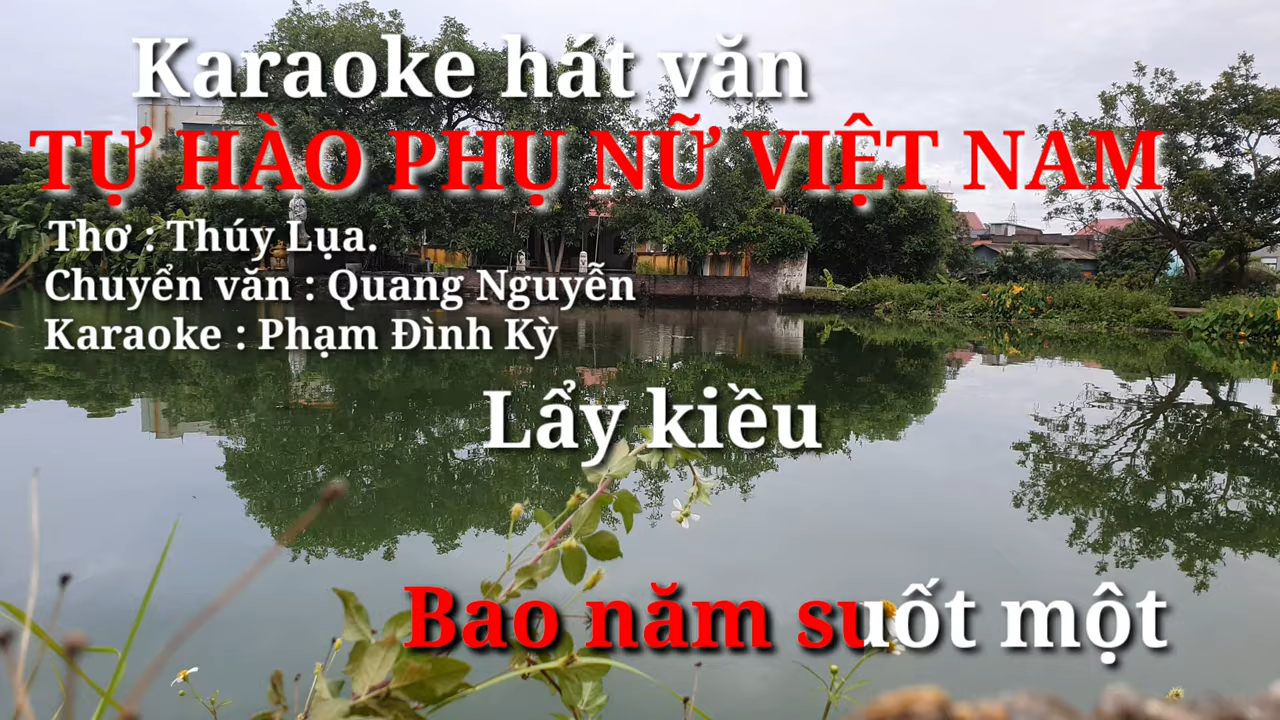 Karaoke hát văn
TỰ HÀO PHỤ NỮ VIỆT NAM
Thơ : Thúy Lụa.
Chuyển văn : Quang Nguyễn
Karaoke : Phạm Đình Kỳ
Lẩy kiều
Bao năm suốt một